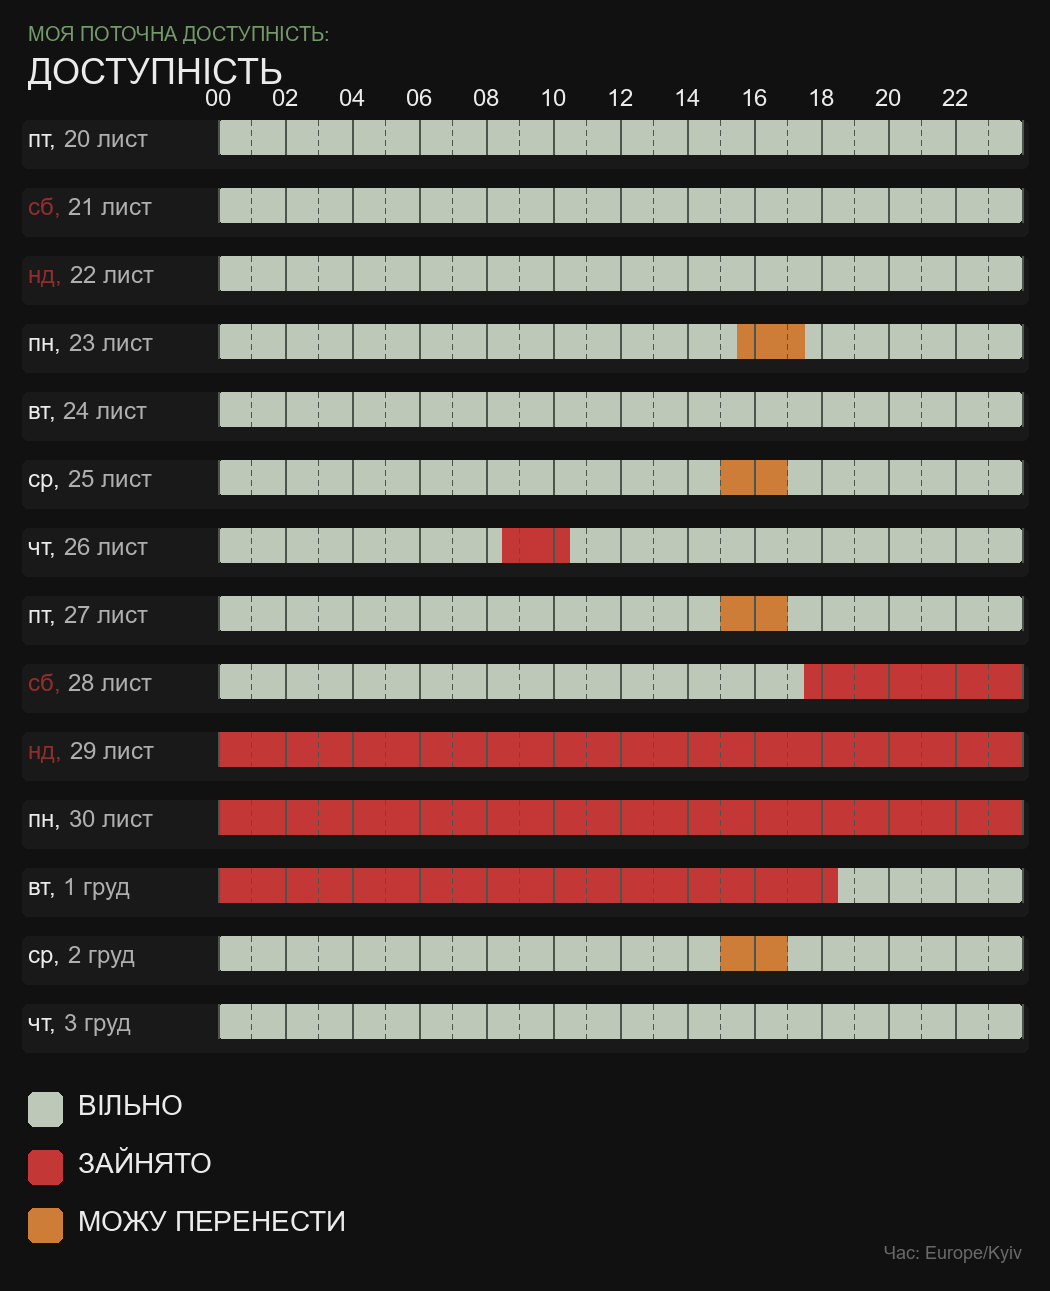 МОЯ ПОТОЧНА ДОСТУПНІСТЬ:
ДОСТУПНІСТЬ
00 02 04 06 08 10 12 14 16 18 20 22
пт, 20 лист
сб, 21 лист
нд, 22 лист
пн, 23 лист
вт, 24 лист
ср, 25 лист
чт, 26 лист
пт, 27 лист
сб, 28 лист
нд, 29 лист
пн, 30 лист
вт, 1 груд
ср, 2 груд
чт, 3 груд
ВІЛЬНО
ЗАЙНЯТО
МОЖУ ПЕРЕНЕСТИ
Час: Europe/Kyiv